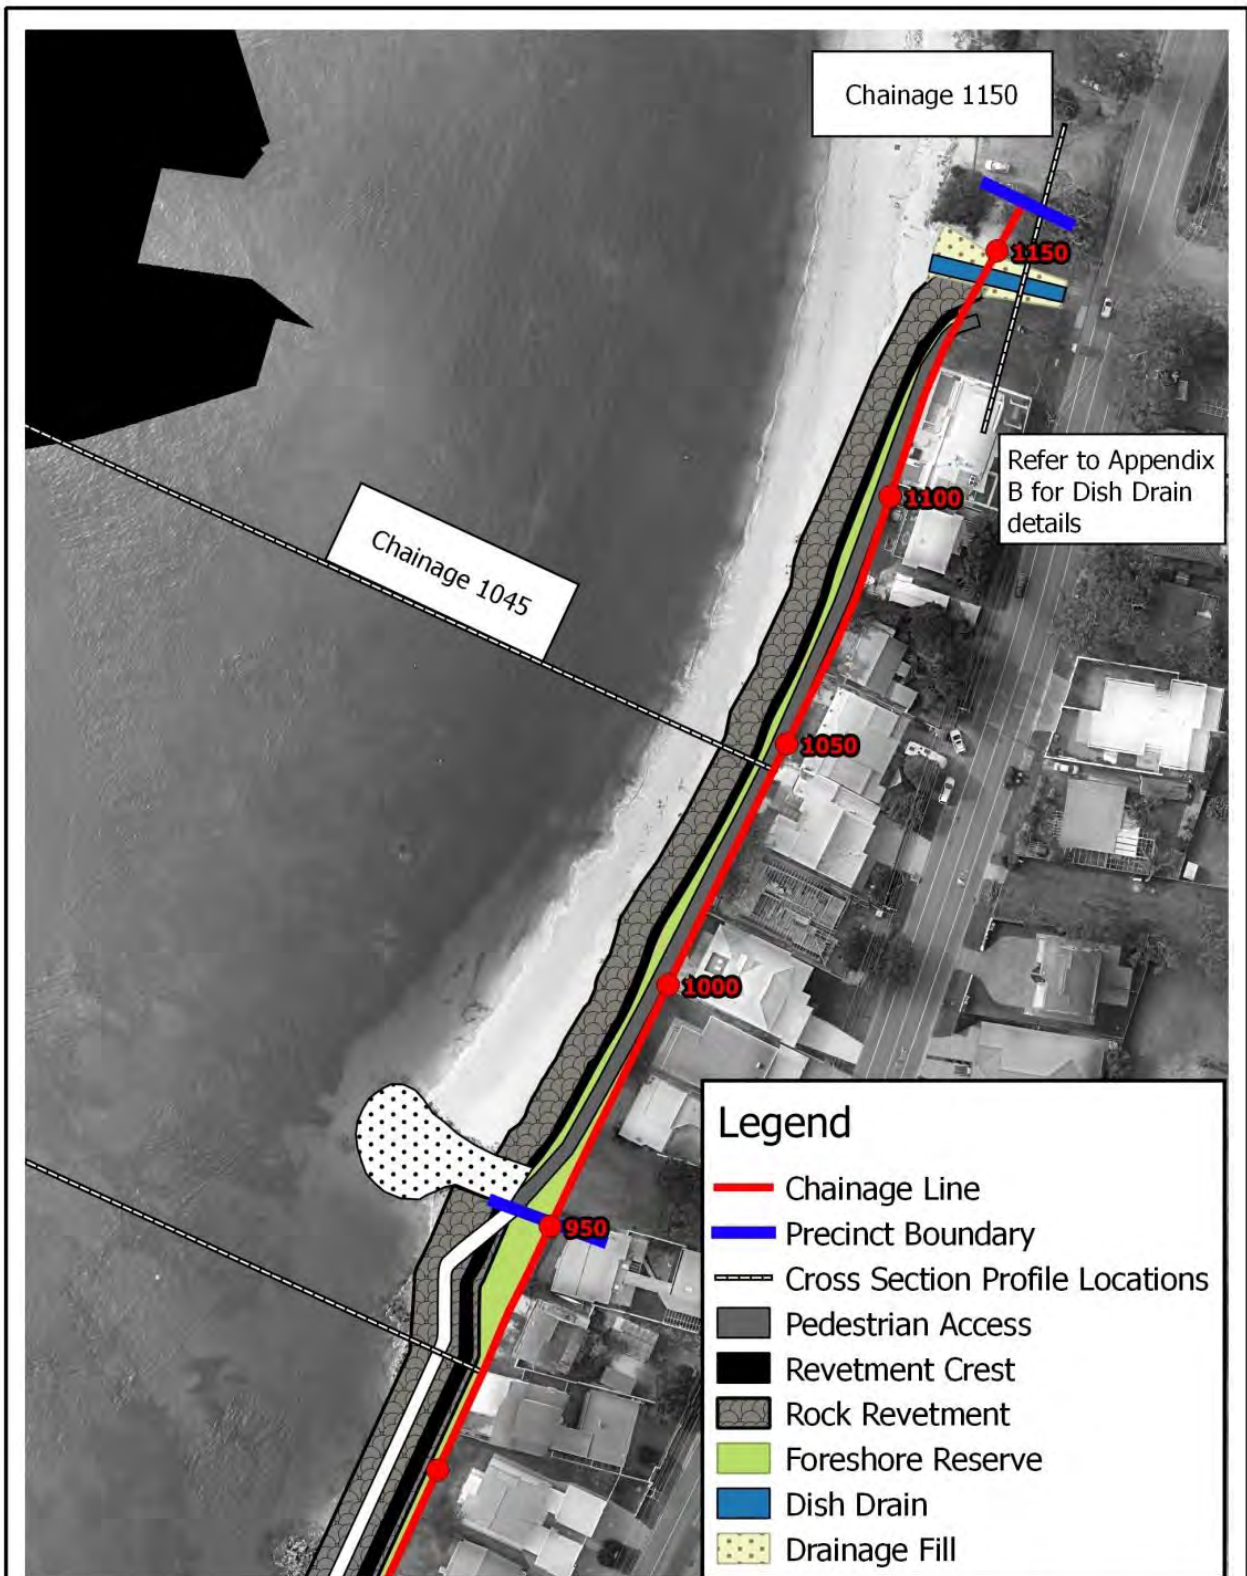 Chainage 1150
1150
Refer to Appendix
B for Dish Drain
details
1100
Chainage 1045
1050
1000
950
Legend
Chainage Line
Precinct Boundary
Cross Section Profile Locations
Pedestrian Access
Revetment Crest
Rock Revetment
Foreshore Reserve
Dish Drain
Drainage Fill